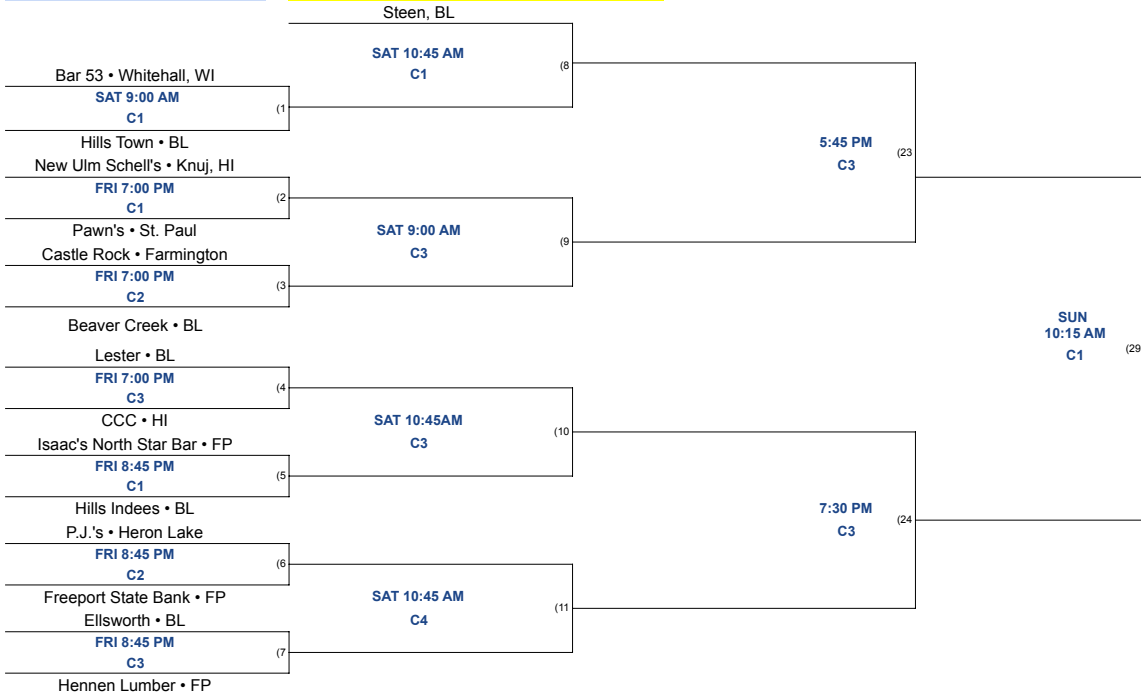 Steen, BL
SAT 10:45 AM
C1
(8
Bar 53 • Whitehall, WI
SAT 9:00 AM
C1
(1
Hills Town • BL
New Ulm Schell's • Knuj, HI
FRI 7:00 PM
C1
(2
Pawn's • St. Paul
SAT 9:00 AM
C3
(9
Castle Rock • Farmington
FRI 7:00 PM
C2
(3
Beaver Creek • BL
5:45 PM
C3
(23
Lester • BL
FRI 7:00 PM
C3
(4
CCC • HI
SAT 10:45AM
C3
(10
Isaac's North Star Bar • FP
FRI 8:45 PM
C1
(5
Hills Indees • BL
P.J.'s • Heron Lake
FRI 8:45 PM
C2
(6
Freeport State Bank • FP
SAT 10:45 AM
C4
(11
Ellsworth • BL
FRI 8:45 PM
C3
(7
Hennen Lumber • FP
7:30 PM
C3
(24
SUN
10:15 AM
C1
(29